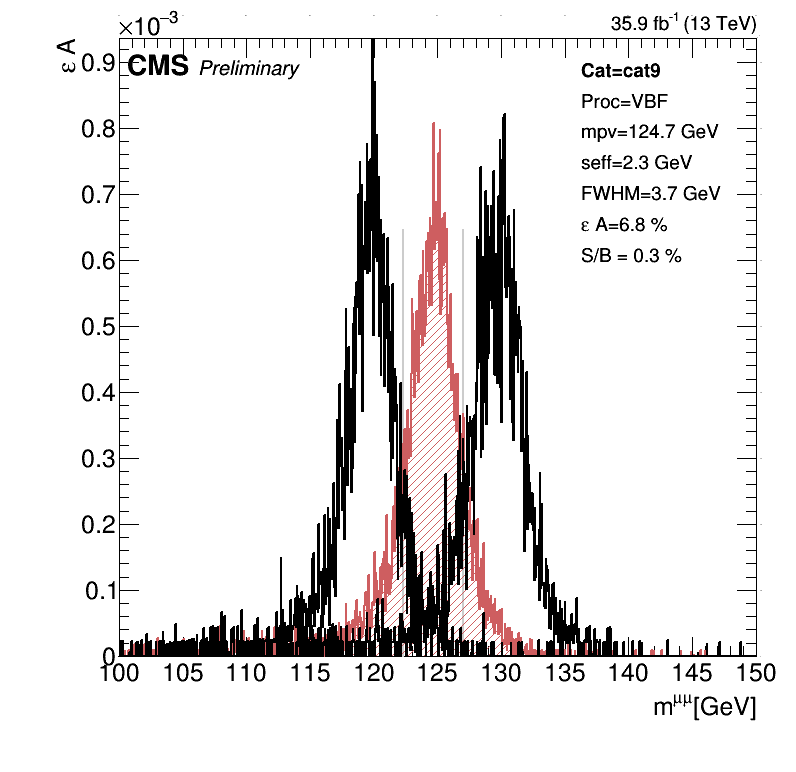 ×10⁻³
35.9 fb⁻¹ (13 TeV)
ε A
CMS Preliminary
Cat=cat9
Proc=VBF
mpv=124.7 GeV
seff=2.3 GeV
FWHM=3.7 GeV
ε A=6.8 %
S/B = 0.3 %
0.9
0.8
0.7
0.6
0.5
0.4
0.3
0.2
0.1
0
100 105 110 115 120 125 130 135 140 145 150
m^μμ[GeV]